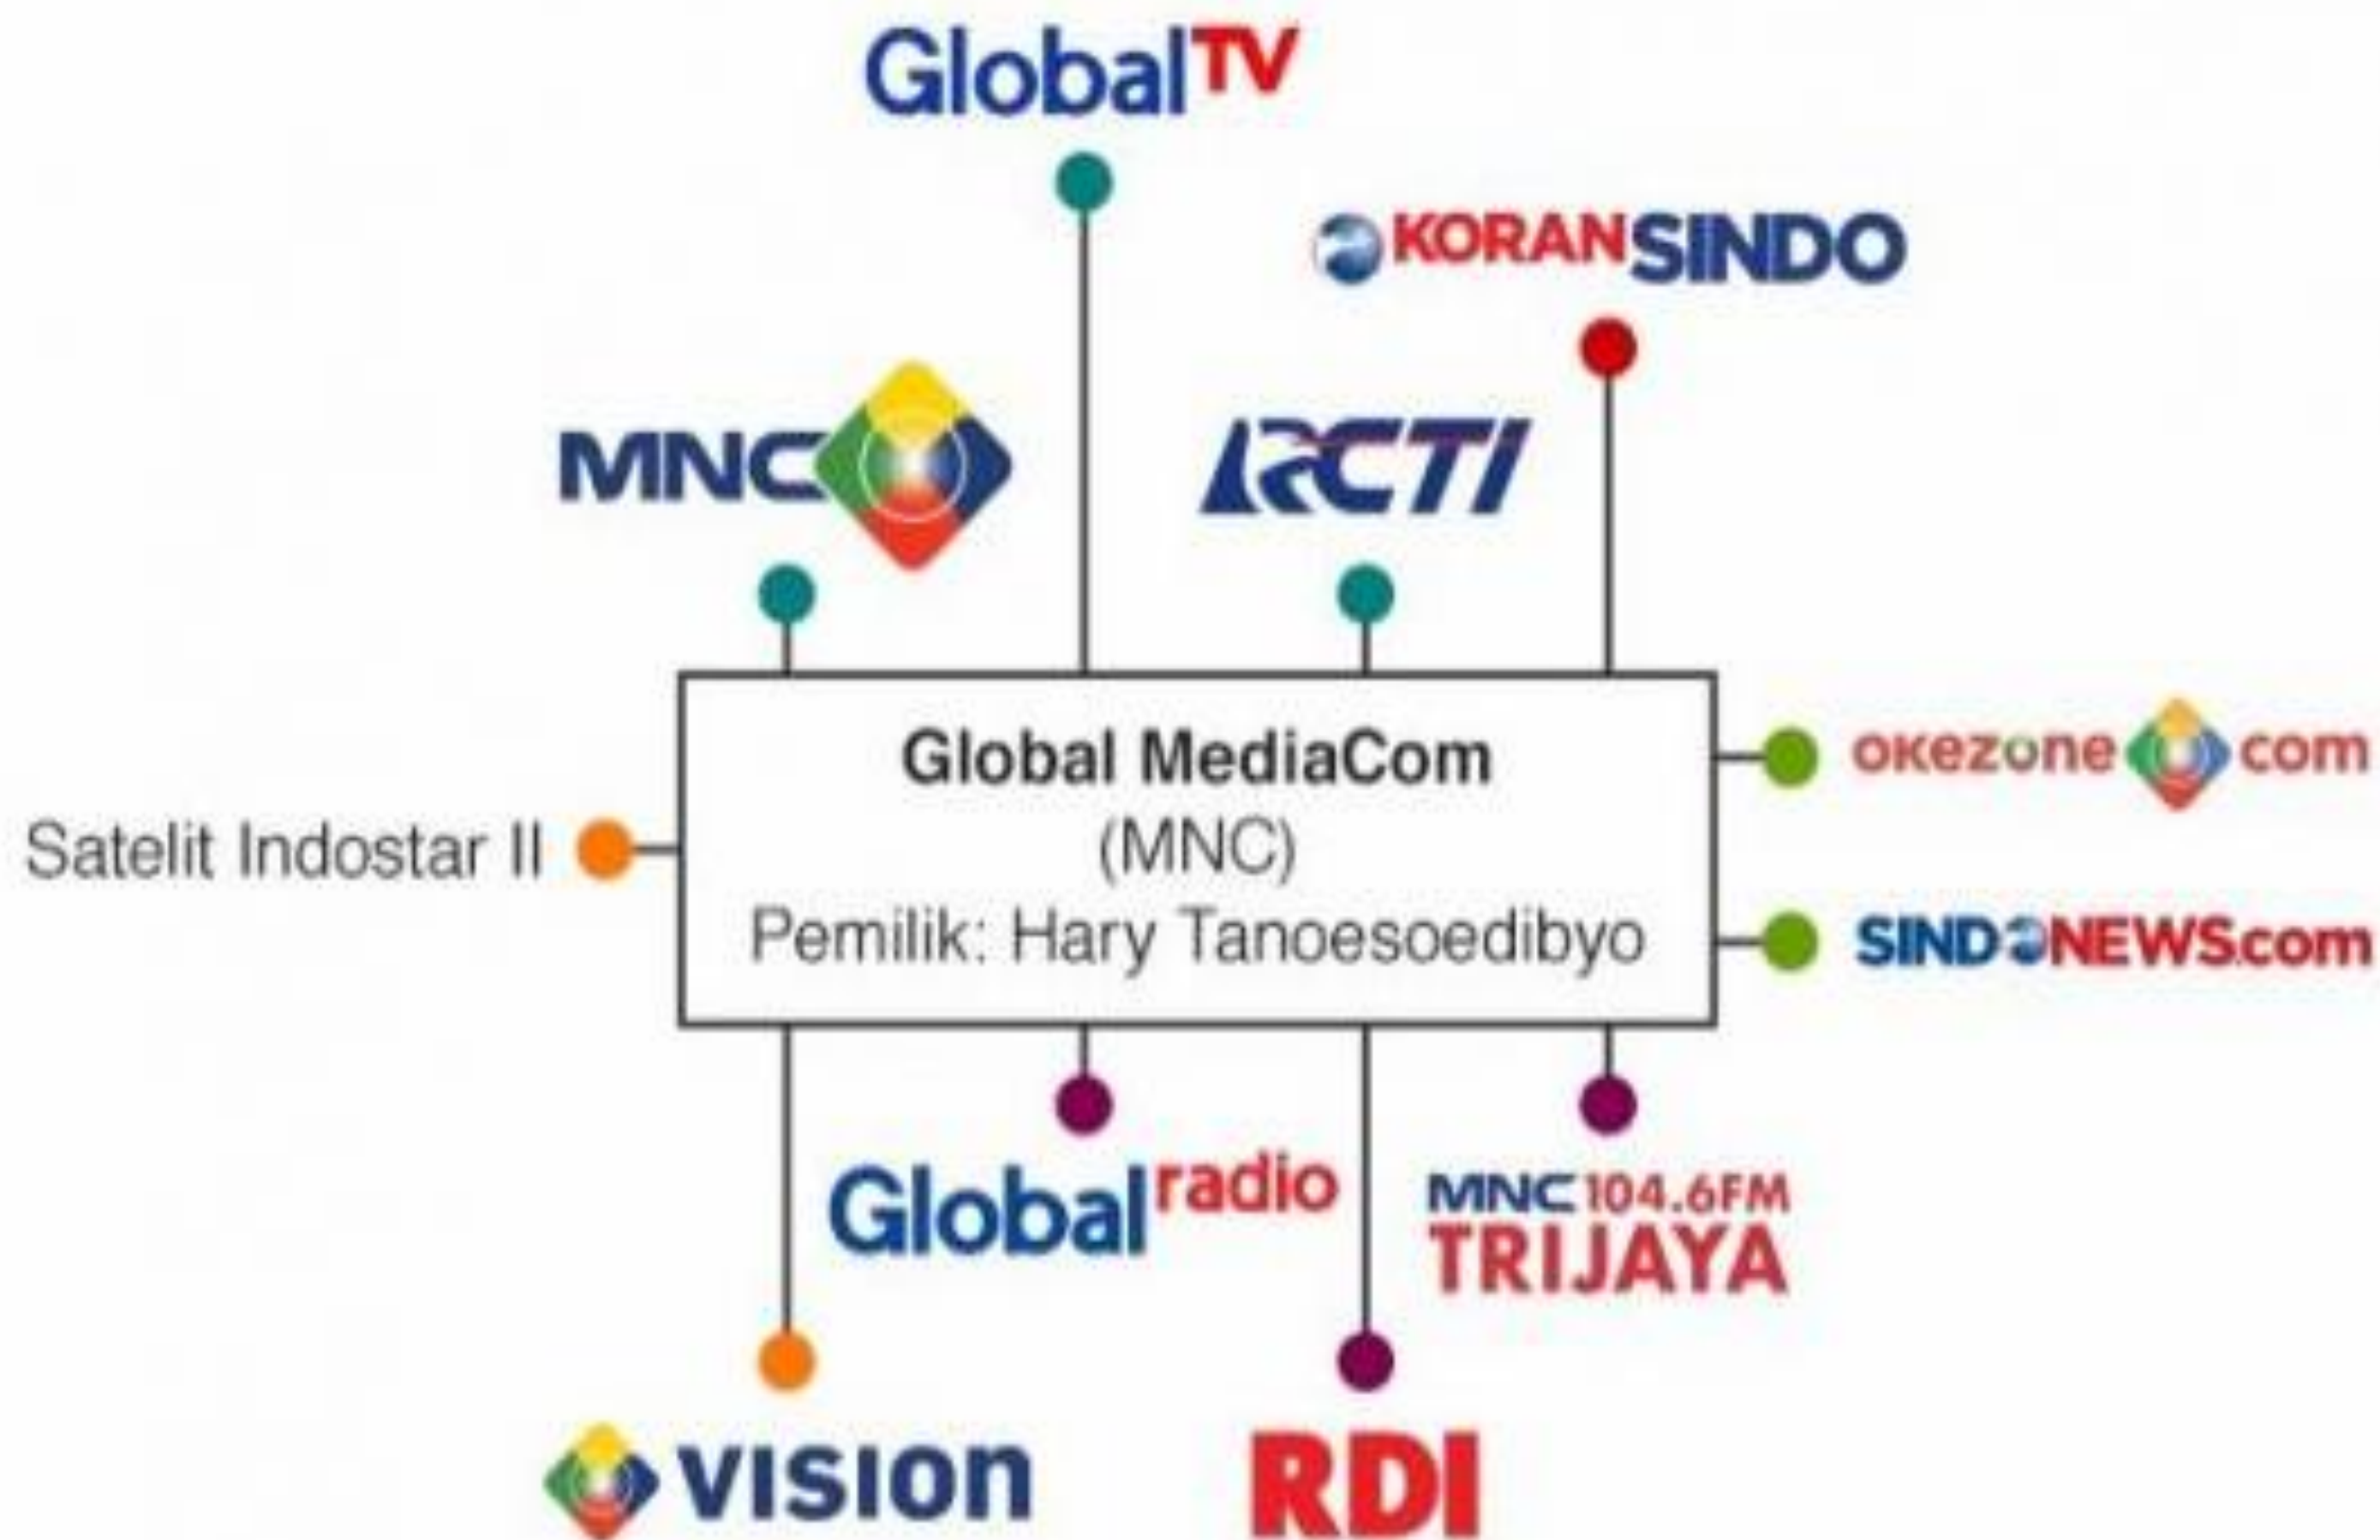 GlobalTV
KORANSINDO
MNC
RCTI
Global MediaCom
(MNC)
Pemilik: Hary Tanoesoedibyo
okezone com
Satelit Indostar II
SINDONEWS.com
Globalradio
MNC 104.6FM
TRIJAYA
VISION
RDI